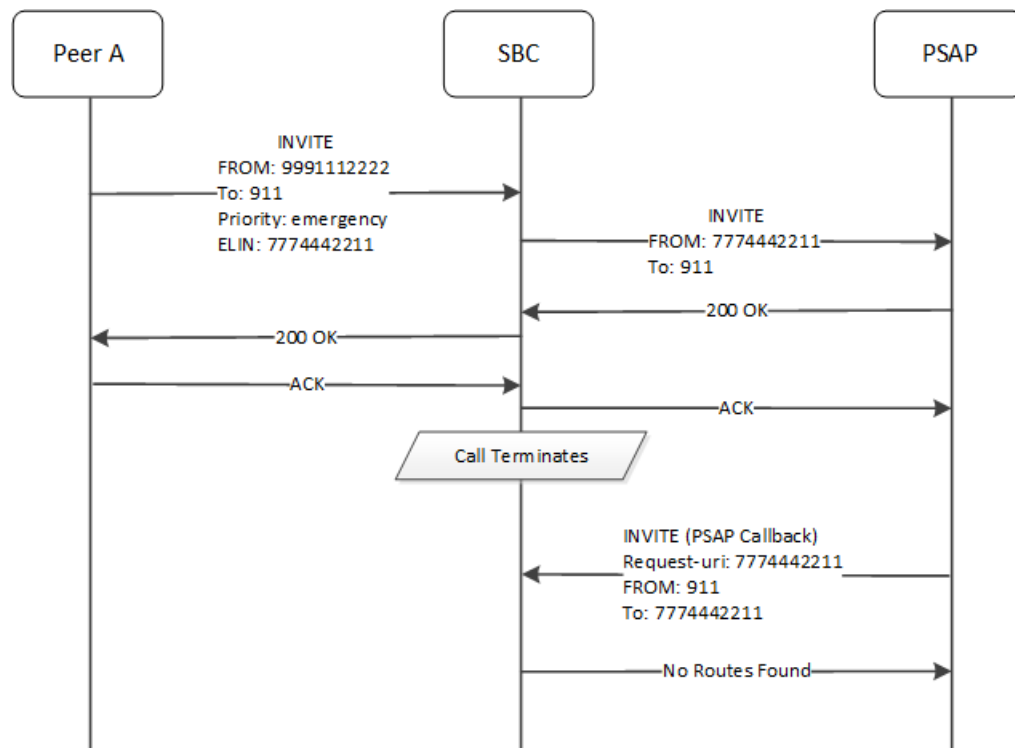 Peer A
SBC
PSAP
INVITE
FROM: 9991112222
To: 911
Priority: emergency
ELIN: 7774442211
INVITE
FROM: 7774442211
To: 911
200 OK
200 OK
ACK
ACK
Call Terminates
INVITE (PSAP Callback)
Request-uri: 7774442211
FROM: 911
To: 7774442211
No Routes Found